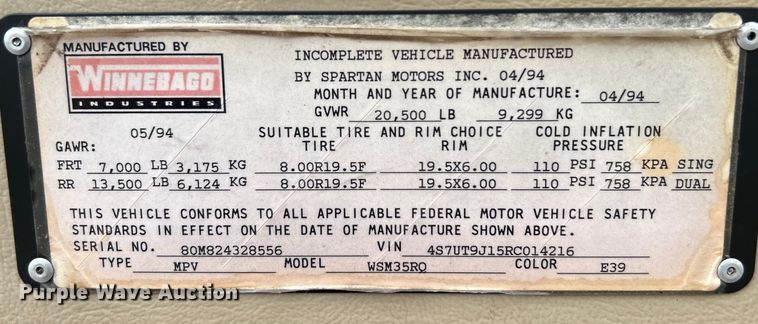 MANUFACTURED BY
WINNEBAGO
INDUSTRIES
INCOMPLETE VEHICLE MANUFACTURED
BY SPARTAN MOTORS INC. 04/94
MONTH AND YEAR OF MANUFACTURE: 04/94
GVWR 20,500 LB 9,299 KG
05/94 SUITABLE TIRE AND RIM CHOICE COLD INFLATION
GAWR: TIRE RIM PRESSURE
FRT 7,000 LB 3,175 KG 8.00R19.5F 19.5X6.00 110 PSI 758 KPA SING
RR 13,500 LB 6,124 KG 8.00R19.5F 19.5X6.00 110 PSI 758 KPA DUAL
THIS VEHICLE CONFORMS TO ALL APPLICABLE FEDERAL MOTOR VEHICLE SAFETY
STANDARDS IN EFFECT ON THE DATE OF MANUFACTURE SHOWN ABOVE.
SERIAL NO. 80M824328556 VIN 4S7UT9J15RC014216
TYPE MPV MODEL WSM35RQ COLOR E39
Purple Wave Auction